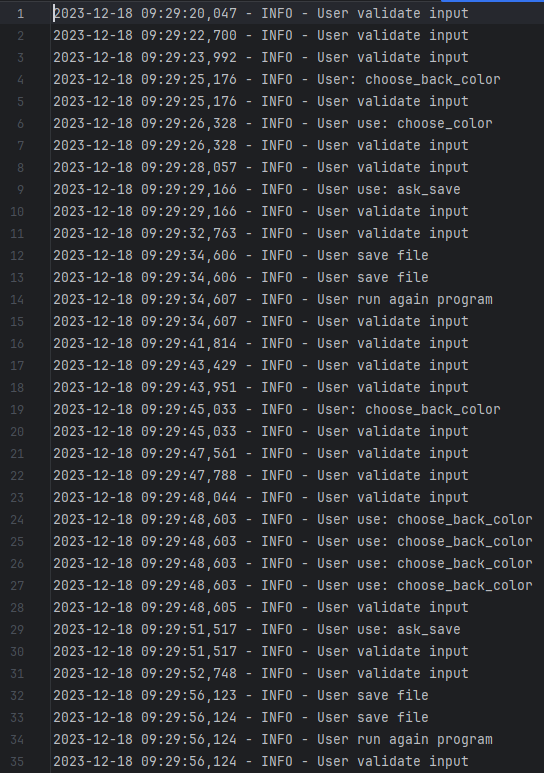 1 2023-12-18 09:29:20,047 - INFO - User validate input
2 2023-12-18 09:29:22,700 - INFO - User validate input
3 2023-12-18 09:29:23,992 - INFO - User validate input
4 2023-12-18 09:29:25,176 - INFO - User: choose_back_color
5 2023-12-18 09:29:25,176 - INFO - User validate input
6 2023-12-18 09:29:26,328 - INFO - User use: choose_color
7 2023-12-18 09:29:26,328 - INFO - User validate input
8 2023-12-18 09:29:28,057 - INFO - User validate input
9 2023-12-18 09:29:29,166 - INFO - User use: ask_save
10 2023-12-18 09:29:29,166 - INFO - User validate input
11 2023-12-18 09:29:32,763 - INFO - User validate input
12 2023-12-18 09:29:34,606 - INFO - User save file
13 2023-12-18 09:29:34,606 - INFO - User save file
14 2023-12-18 09:29:34,607 - INFO - User run again program
15 2023-12-18 09:29:34,607 - INFO - User validate input
16 2023-12-18 09:29:41,814 - INFO - User validate input
17 2023-12-18 09:29:43,429 - INFO - User validate input
18 2023-12-18 09:29:43,951 - INFO - User validate input
19 2023-12-18 09:29:45,033 - INFO - User: choose_back_color
20 2023-12-18 09:29:45,033 - INFO - User validate input
21 2023-12-18 09:29:47,561 - INFO - User validate input
22 2023-12-18 09:29:47,788 - INFO - User validate input
23 2023-12-18 09:29:48,044 - INFO - User validate input
24 2023-12-18 09:29:48,603 - INFO - User use: choose_back_color
25 2023-12-18 09:29:48,603 - INFO - User use: choose_back_color
26 2023-12-18 09:29:48,603 - INFO - User use: choose_back_color
27 2023-12-18 09:29:48,603 - INFO - User use: choose_back_color
28 2023-12-18 09:29:48,605 - INFO - User validate input
29 2023-12-18 09:29:51,517 - INFO - User use: ask_save
30 2023-12-18 09:29:51,517 - INFO - User validate input
31 2023-12-18 09:29:52,748 - INFO - User validate input
32 2023-12-18 09:29:56,123 - INFO - User save file
33 2023-12-18 09:29:56,124 - INFO - User save file
34 2023-12-18 09:29:56,124 - INFO - User run again program
35 2023-12-18 09:29:56,124 - INFO - User validate input